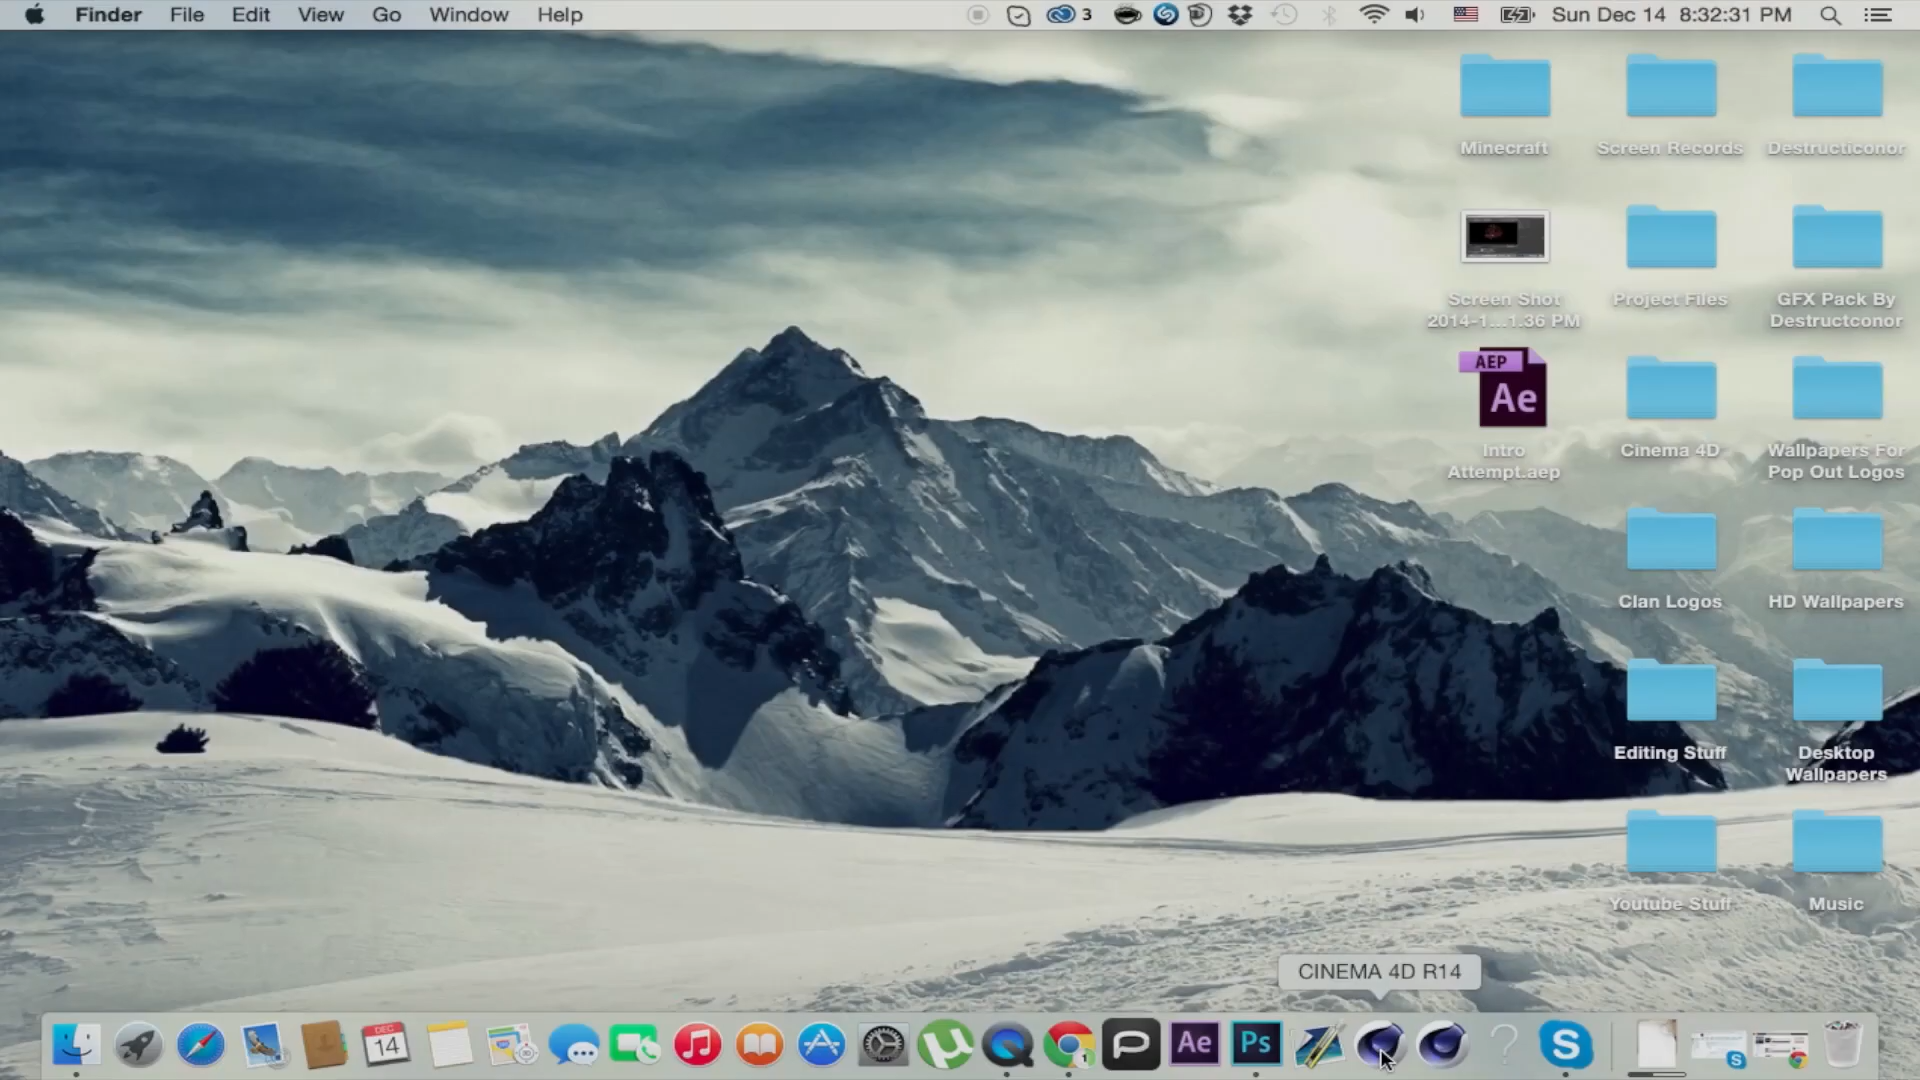 Finder File Edit View Go Window Help 3 Sun Dec 14 8:32:31 PM
Minecraft Screen Records Destructiconor
Screen Shot Project Files GFX Pack By
2014-1...1.36 PM Destructconor
AEP
Ae
Intro Cinema 4D Wallpapers For
Attempt.aep Pop Out Logos
Clan Logos HD Wallpapers
Editing Stuff Desktop
Wallpapers
Youtube Stuff Music
CINEMA 4D R14
DEC
14 Ae Ps